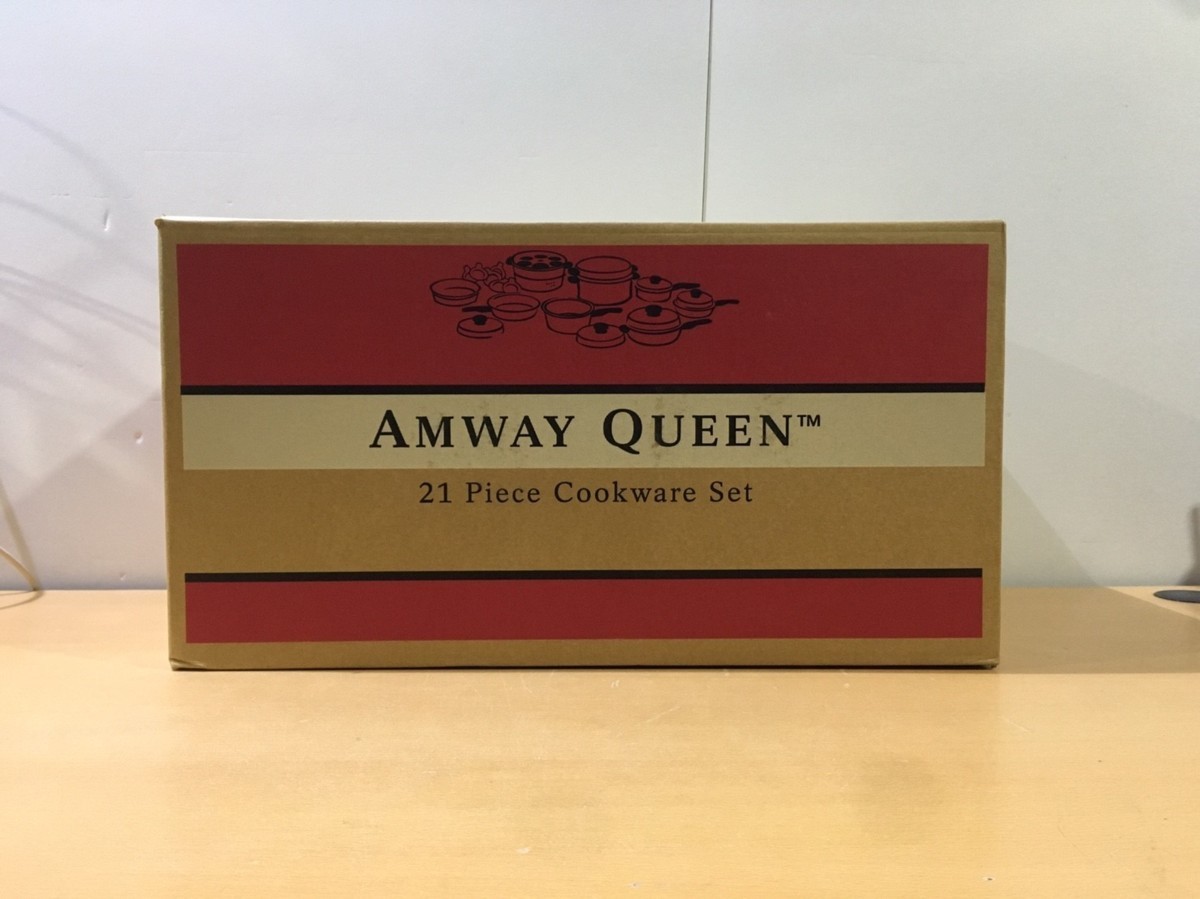 AMWAY QUEEN™
21 Piece Cookware Set